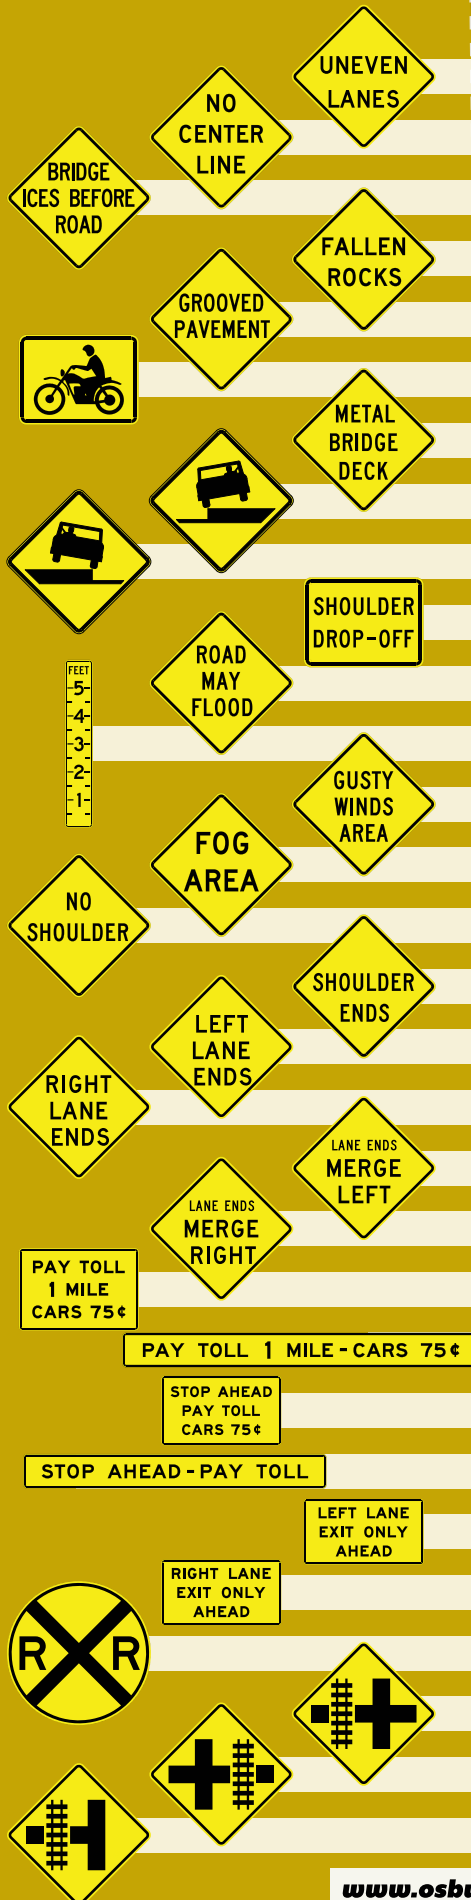 UNEVEN
LANES
NO
CENTER
LINE
BRIDGE
ICES BEFORE
ROAD
FALLEN
ROCKS
GROOVED
PAVEMENT
METAL
BRIDGE
DECK
SHOULDER
DROP-OFF
ROAD
MAY
FLOOD
FEET
5
4
3
2
1
GUSTY
WINDS
AREA
FOG
AREA
NO
SHOULDER
SHOULDER
ENDS
LEFT
LANE
ENDS
RIGHT
LANE
ENDS
LANE ENDS
MERGE
LEFT
LANE ENDS
MERGE
RIGHT
PAY TOLL
1 MILE
CARS 75¢
PAY TOLL 1 MILE-CARS 75¢
STOP AHEAD
PAY TOLL
CARS 75¢
STOP AHEAD-PAY TOLL
LEFT LANE
EXIT ONLY
AHEAD
RIGHT LANE
EXIT ONLY
AHEAD
R R
www.osbu